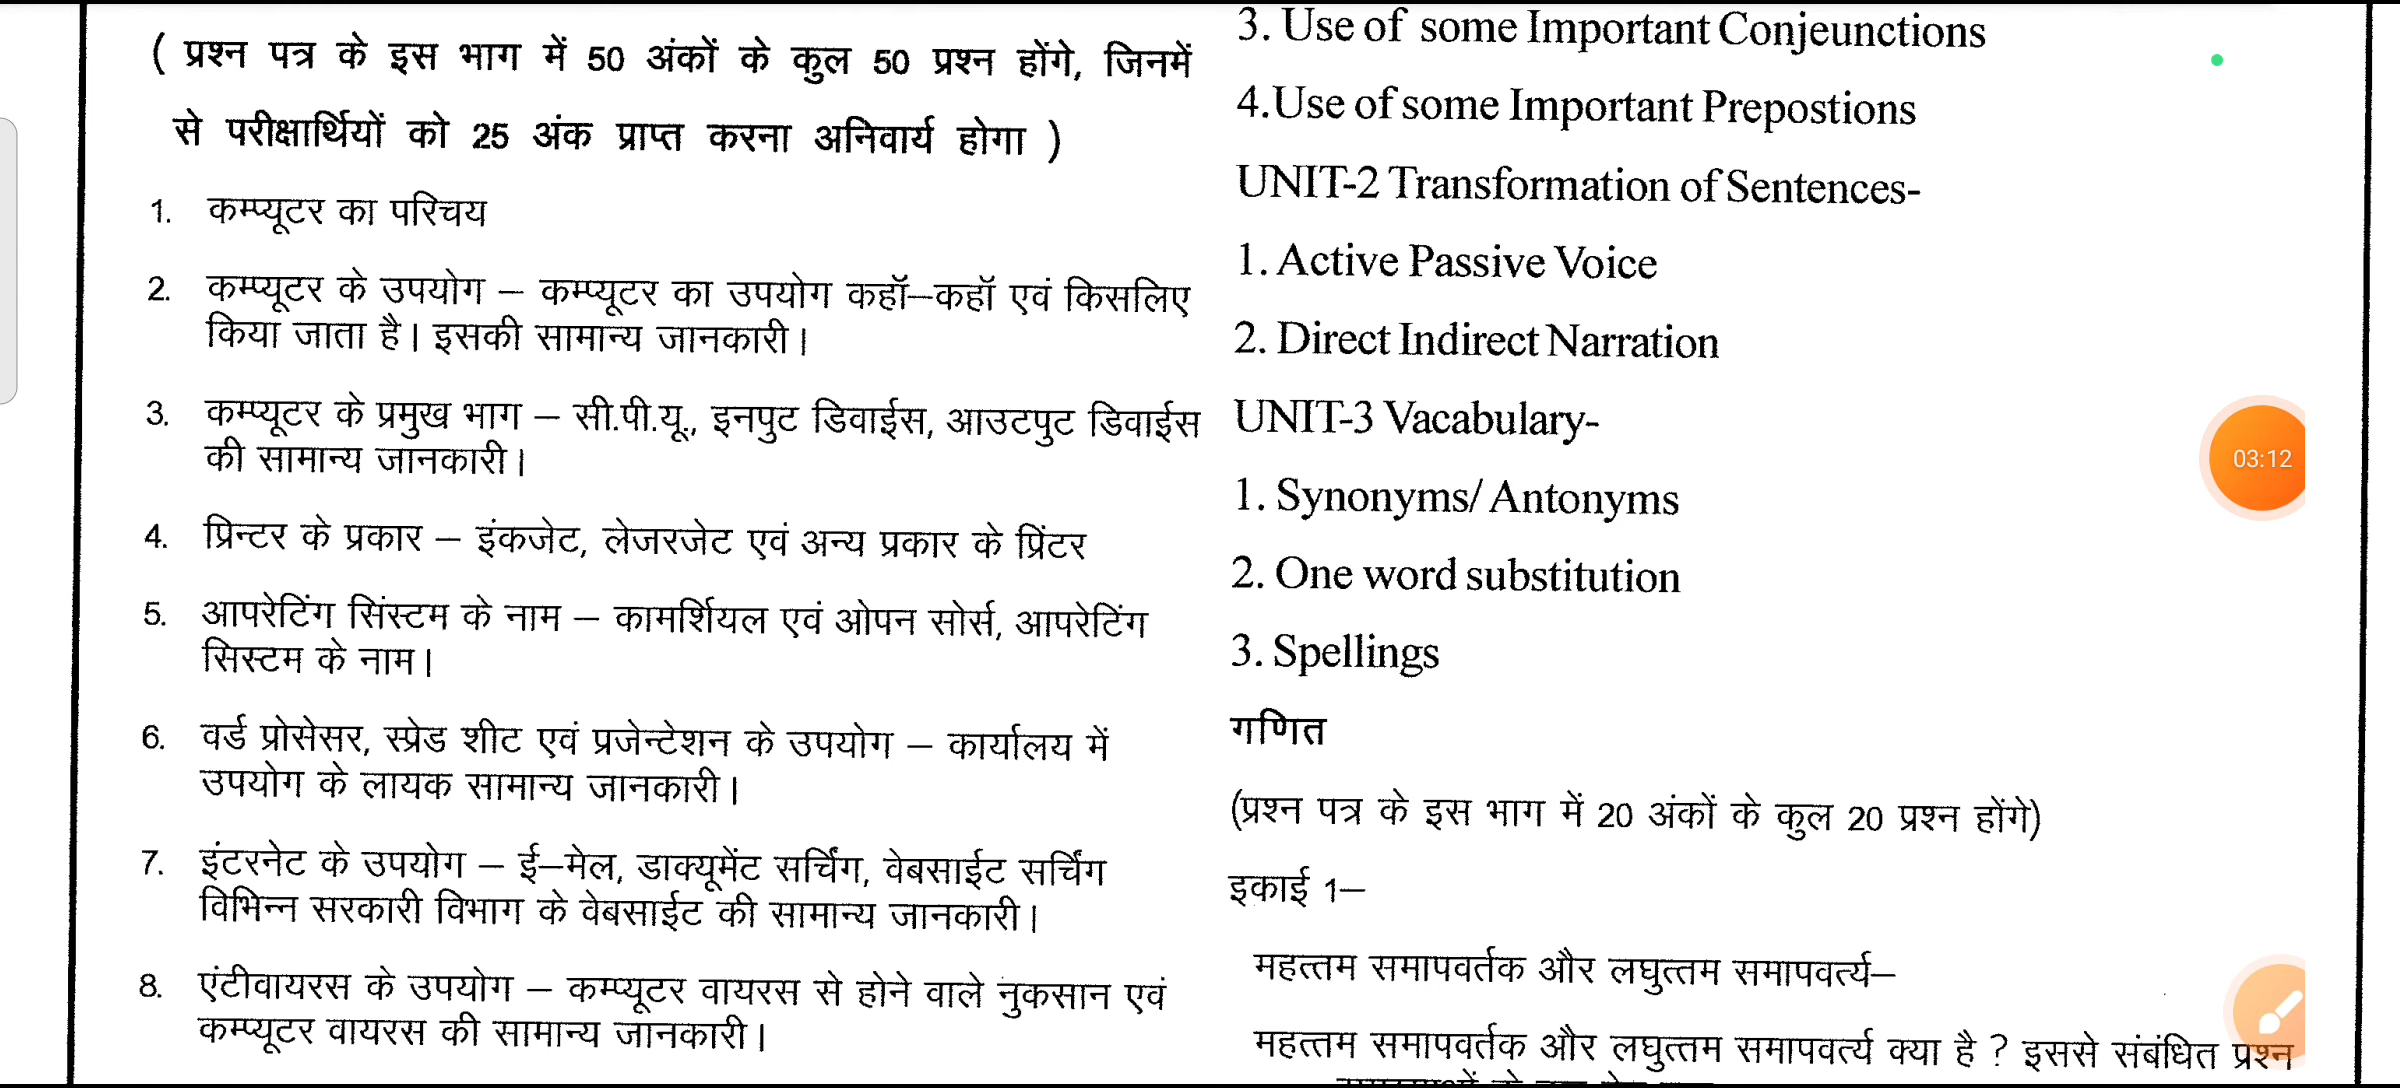 ( प्रश्न पत्र के इस भाग में 50 अंकों के कुल 50 प्रश्न होंगे, जिनमें
से परीक्षार्थियों को 25 अंक प्राप्त करना अनिवार्य होगा )
1. कम्प्यूटर का परिचय
2. कम्प्यूटर के उपयोग – कम्प्यूटर का उपयोग कहॉ–कहॉ एवं किसलिए
किया जाता है। इसकी सामान्य जानकारी।
3. कम्प्यूटर के प्रमुख भाग – सी.पी.यू., इनपुट डिवाईस, आउटपुट डिवाईस
की सामान्य जानकारी।
4. प्रिन्टर के प्रकार – इंकजेट, लेजरजेट एवं अन्य प्रकार के प्रिंटर
5. आपरेटिंग सिंस्टम के नाम – कामर्शियल एवं ओपन सोर्स, आपरेटिंग
सिस्टम के नाम।
6. वर्ड प्रोसेसर, स्प्रेड शीट एवं प्रजेन्टेशन के उपयोग – कार्यालय में
उपयोग के लायक सामान्य जानकारी।
7. इंटरनेट के उपयोग – ई–मेल, डाक्यूमेंट सर्चिंग, वेबसाईट सर्चिंग
विभिन्न सरकारी विभाग के वेबसाईट की सामान्य जानकारी।
8. एंटीवायरस के उपयोग – कम्प्यूटर वायरस से होने वाले नुकसान एवं
कम्प्यूटर वायरस की सामान्य जानकारी।
3. Use of some Important Conjeunctions
4.Use of some Important Prepostions
UNIT-2 Transformation of Sentences-
1. Active Passive Voice
2. Direct Indirect Narration
UNIT-3 Vacabulary-
1. Synonyms/ Antonyms
2. One word substitution
3. Spellings
गणित
(प्रश्न पत्र के इस भाग में 20 अंकों के कुल 20 प्रश्न होंगे)
इकाई 1–
महत्तम समापवर्तक और लघुत्तम समापवर्त्य–
महत्तम समापवर्तक और लघुत्तम समापवर्त्य क्या है ? इससे संबंधित प्रश्न
03:12